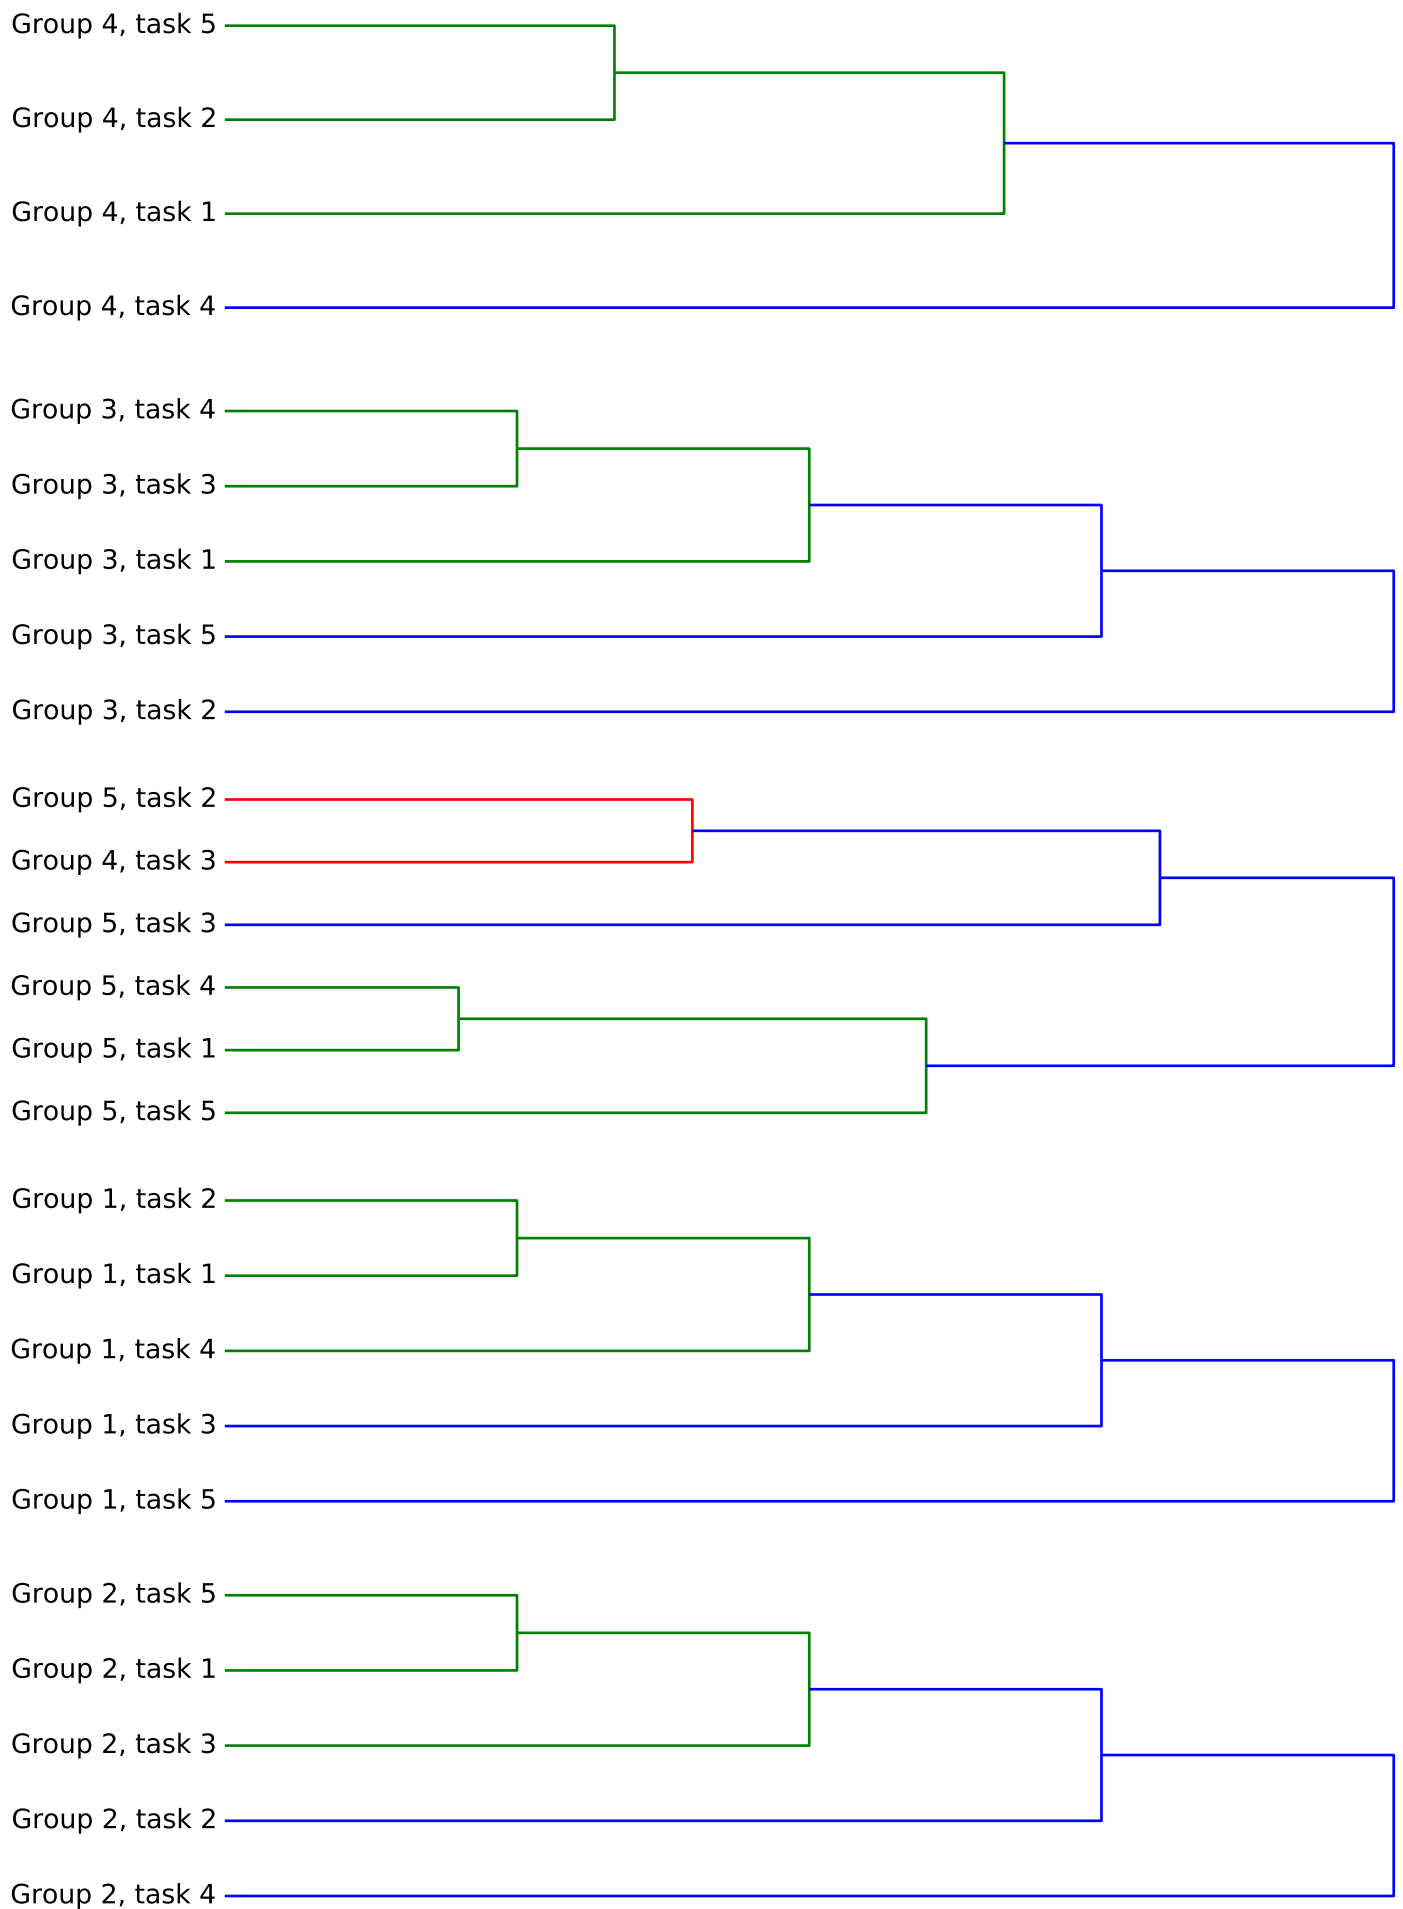 Group 4, task 5
Group 4, task 2
Group 4, task 1
Group 4, task 4
Group 3, task 4
Group 3, task 3
Group 3, task 1
Group 3, task 5
Group 3, task 2
Group 5, task 2
Group 4, task 3
Group 5, task 3
Group 5, task 4
Group 5, task 1
Group 5, task 5
Group 1, task 2
Group 1, task 1
Group 1, task 4
Group 1, task 3
Group 1, task 5
Group 2, task 5
Group 2, task 1
Group 2, task 3
Group 2, task 2
Group 2, task 4